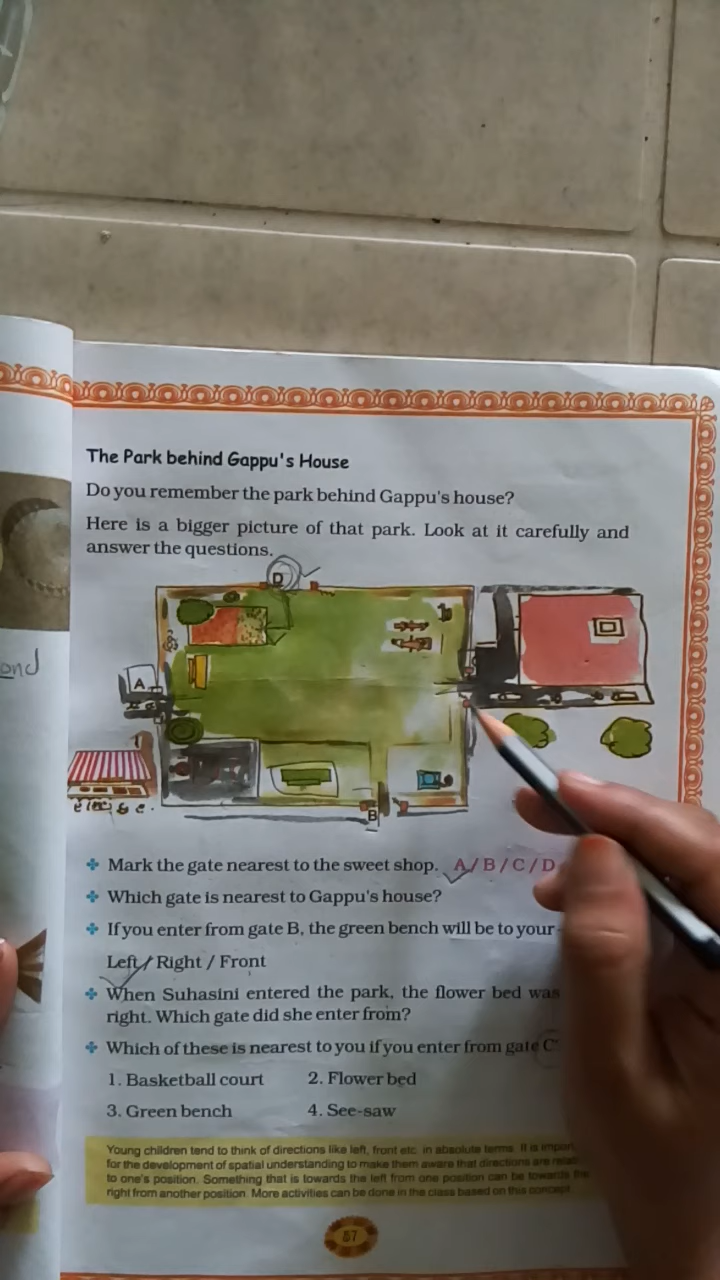 The Park behind Gappu's House
Do you remember the park behind Gappu's house?
Here is a bigger picture of that park. Look at it carefully and
answer the questions.
D
A
B
ond
❖ Mark the gate nearest to the sweet shop. A / B / C / D
❖ Which gate is nearest to Gappu's house?
❖ If you enter from gate B, the green bench will be to your
Left / Right / Front
❖ When Suhasini entered the park, the flower bed was
right. Which gate did she enter from?
❖ Which of these is nearest to you if you enter from gate C
1. Basketball court 2. Flower bed
3. Green bench 4. See-saw
Young children tend to think of directions like left, front etc. in absolute terms. It is
for the development of spatial understanding to make them aware that directions are
to one's position. Something that is towards the left from one position can be towards the
right from another position. More activities can be done in the class based on this concept.
87